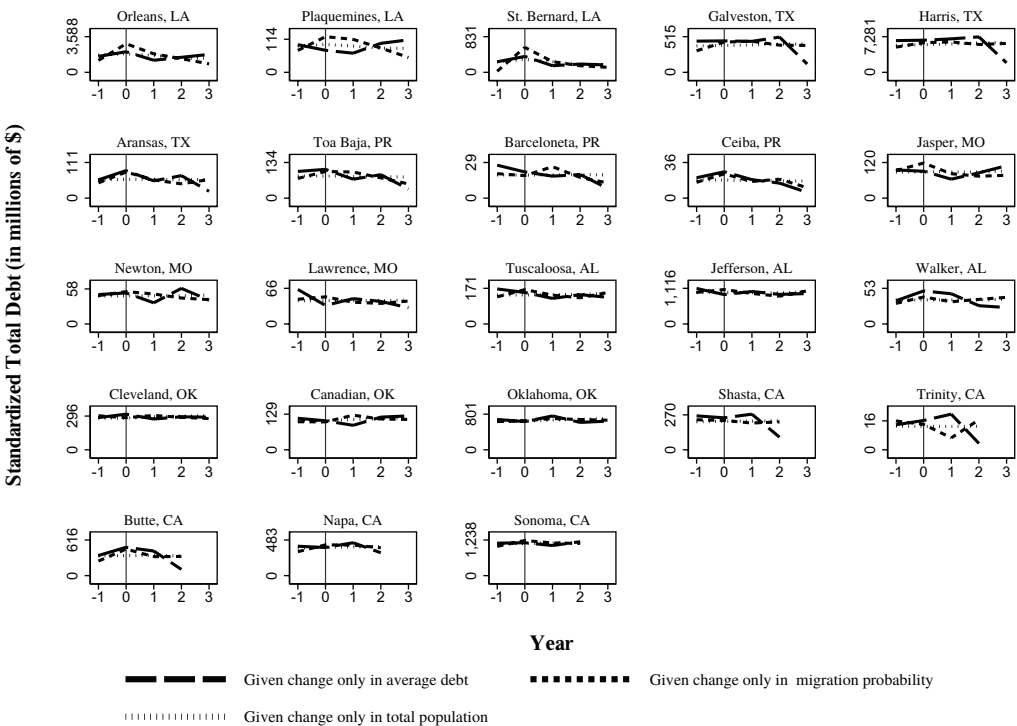 Standardized Total Debt (in millions of $)
Orleans, LA
3,588
0
-1 0 1 2 3
Plaquemines, LA
114
0
-1 0 1 2 3
St. Bernard, LA
831
0
-1 0 1 2 3
Galveston, TX
515
0
-1 0 1 2 3
Harris, TX
7,281
0
-1 0 1 2 3
Aransas, TX
111
0
-1 0 1 2 3
Toa Baja, PR
134
0
-1 0 1 2 3
Barceloneta, PR
29
0
-1 0 1 2 3
Ceiba, PR
36
0
-1 0 1 2 3
Jasper, MO
120
0
-1 0 1 2 3
Newton, MO
58
0
-1 0 1 2 3
Lawrence, MO
66
0
-1 0 1 2 3
Tuscaloosa, AL
171
0
-1 0 1 2 3
Jefferson, AL
1,116
0
-1 0 1 2 3
Walker, AL
33
0
-1 0 1 2 3
Cleveland, OK
296
0
-1 0 1 2 3
Canadian, OK
129
0
-1 0 1 2 3
Oklahoma, OK
801
0
-1 0 1 2 3
Shasta, CA
270
0
-1 0 1 2 3
Trinity, CA
16
0
-1 0 1 2 3
Butte, CA
616
0
-1 0 1 2 3
Napa, CA
483
0
-1 0 1 2 3
Sonoma, CA
1,238
0
-1 0 1 2 3
Year
Given change only in average debt
Given change only in migration probability
Given change only in total population